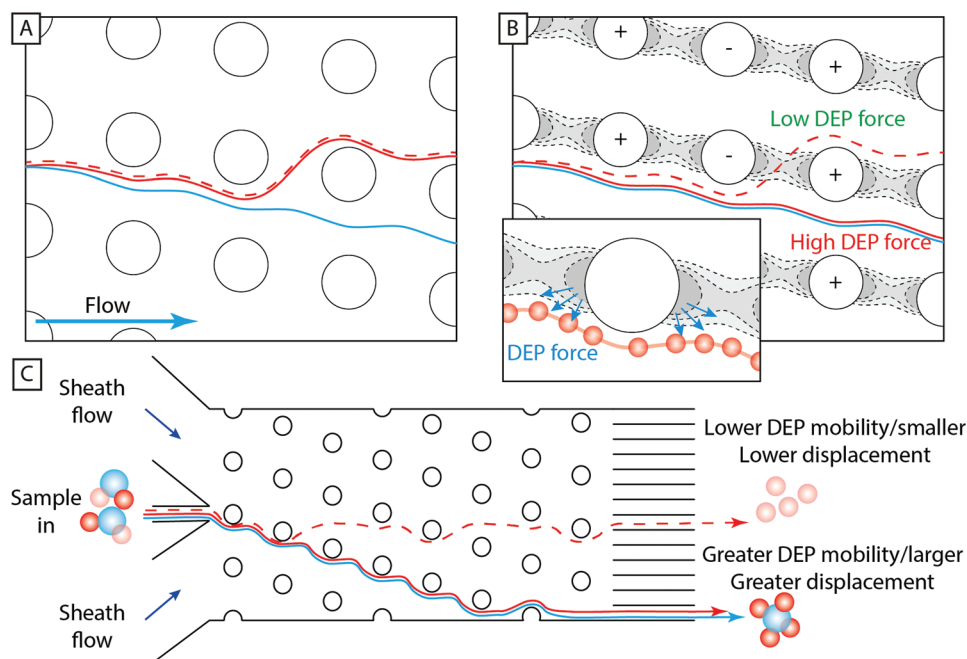 A
Flow
B
+
-
+
Low DEP force
+
-
+
High DEP force
+
DEP force
C
Sheath
flow
Sample
in
Sheath
flow
Lower DEP mobility/smaller
Lower displacement
Greater DEP mobility/larger
Greater displacement